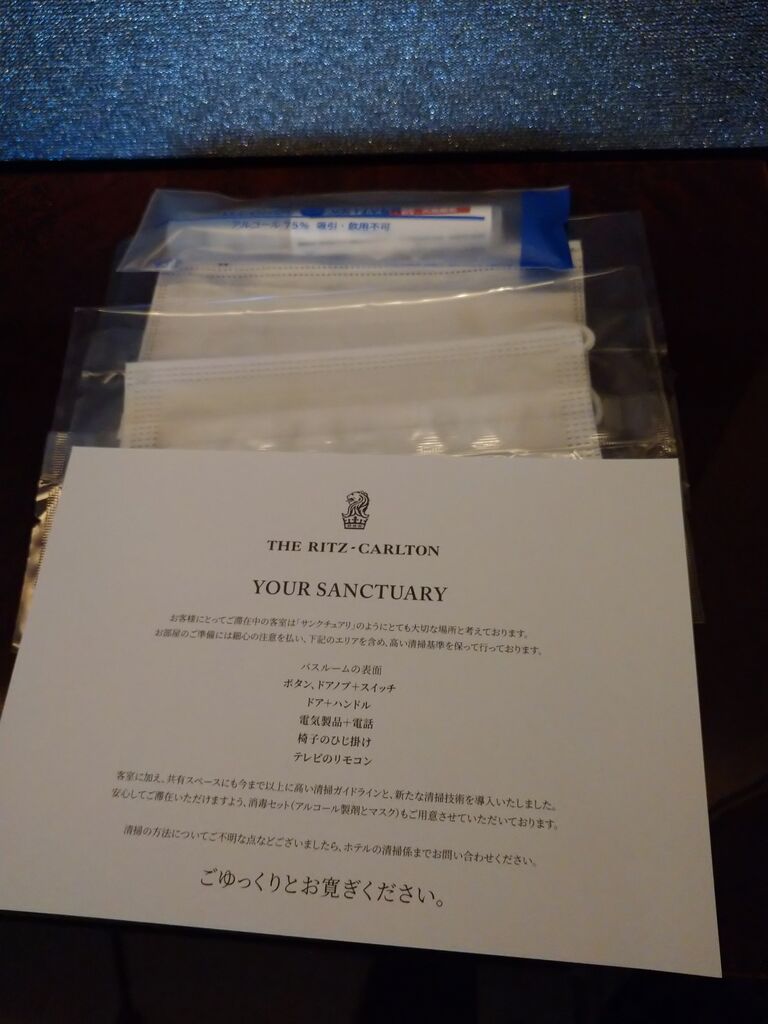 アルコール75% 吸引・飲用不可
THE RITZ-CARLTON
YOUR SANCTUARY
お客様にとってご滞在中の客室は「サンクチュアリ」のようにとても大切な場所と考えております。
お部屋のご準備には細心の注意を払い、下記のエリアを含め、高い清掃基準を保って行っております。
バスルームの表面
ボタン、ドアノブ+スイッチ
ドア+ハンドル
電気製品+電話
椅子のひじ掛け
テレビのリモコン
客室に加え、共有スペースにも今まで以上に高い清掃ガイドラインと、新たな清掃技術を導入いたしました。
安心してご滞在いただけますよう、消毒セット(アルコール製剤とマスク)もご用意させていただいております。
清掃の方法についてご不明な点などございましたら、ホテルの清掃係までお問い合わせください。
ごゆっくりとお寛ぎください。